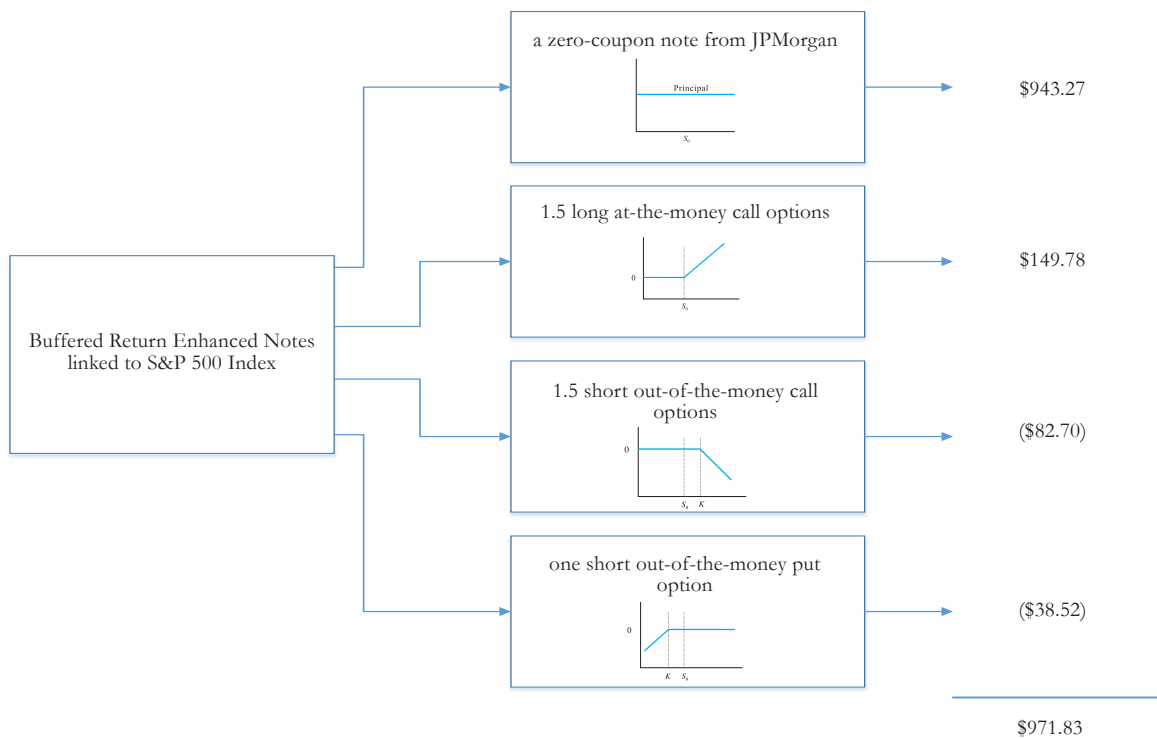 a zero-coupon note from JPMorgan
Principal
S₀
$943.27
1.5 long at-the-money call options
0
S₀
$149.78
Buffered Return Enhanced Notes
linked to S&P 500 Index
1.5 short out-of-the-money call
options
0
S₀ K
($82.70)
one short out-of-the-money put
option
0
K S₀
($38.52)
$971.83